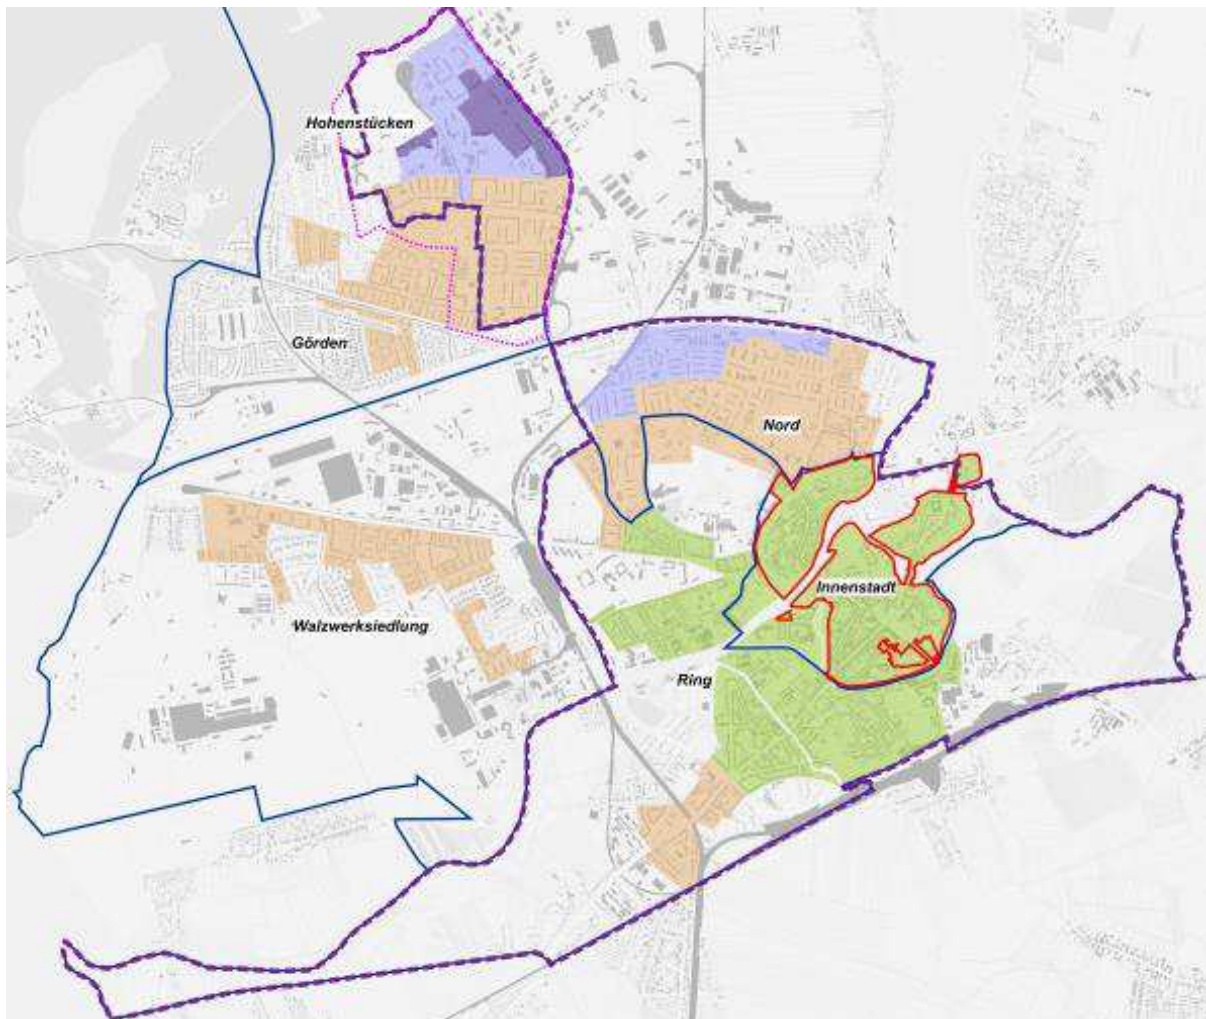 Hohenstücken
Görden
Nord
Innenstadt
Walzwerksiedlung
Ring